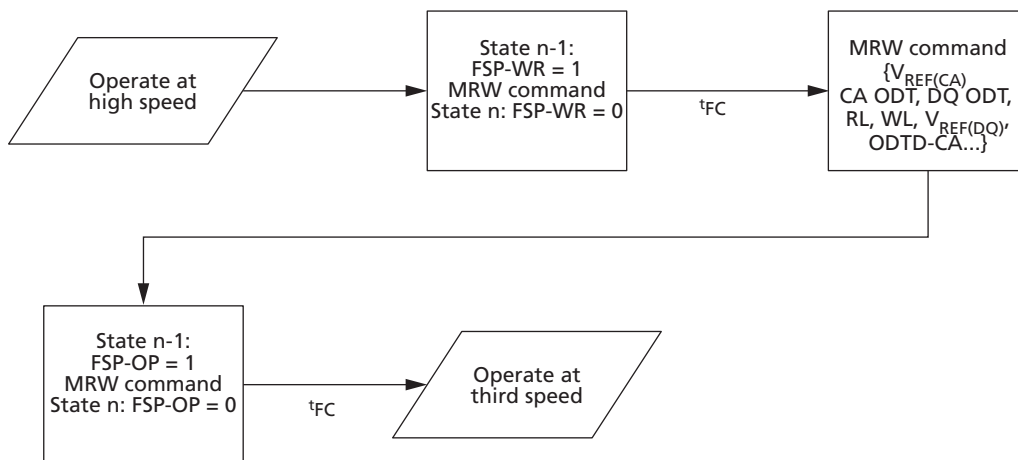 Operate at
high speed
State n-1:
FSP-WR = 1
MRW command
State n: FSP-WR = 0
tFC
MRW command
{VREF(CA)
CA ODT, DQ ODT,
RL, WL, VREF(DQ),
ODTD-CA...}
State n-1:
FSP-OP = 1
MRW command
State n: FSP-OP = 0
tFC
Operate at
third speed